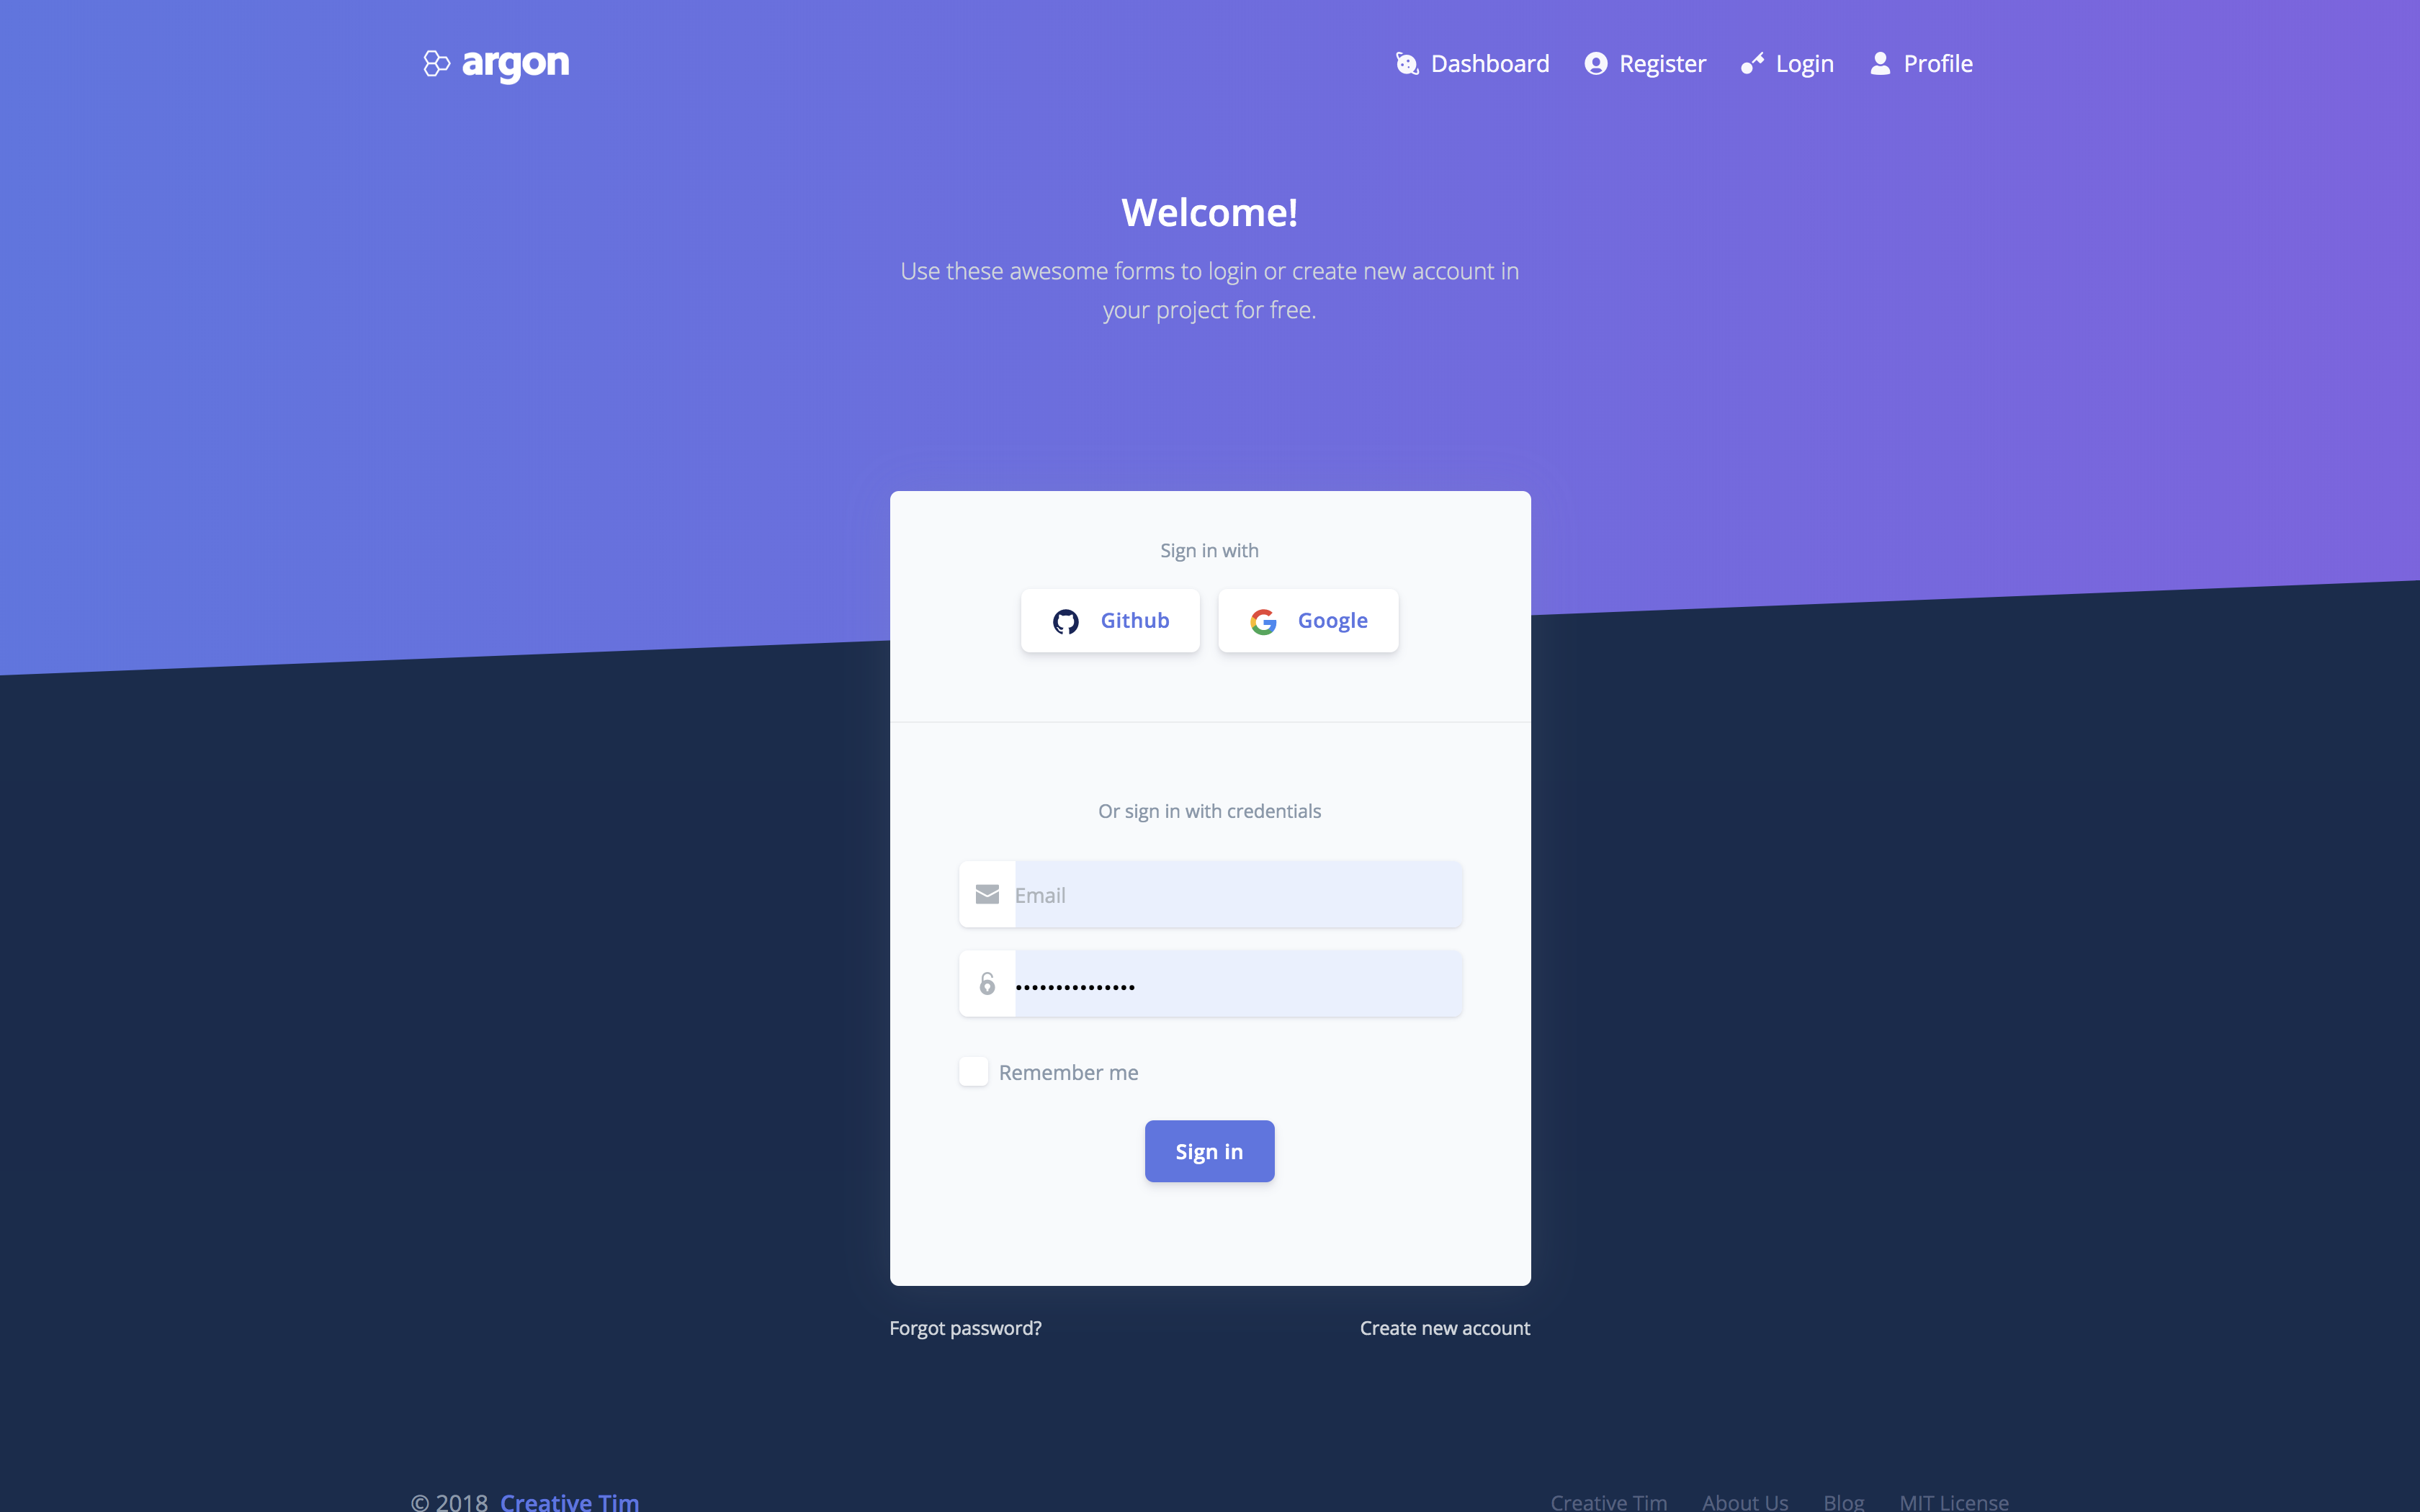 argon
Dashboard Register Login Profile
Welcome!
Use these awesome forms to login or create new account in
your project for free.
Sign in with
Github Google
Or sign in with credentials
Email
•••••••••••••••
Remember me
Sign in
Forgot password? Create new account
© 2018 Creative Tim Creative Tim About Us Blog MIT License